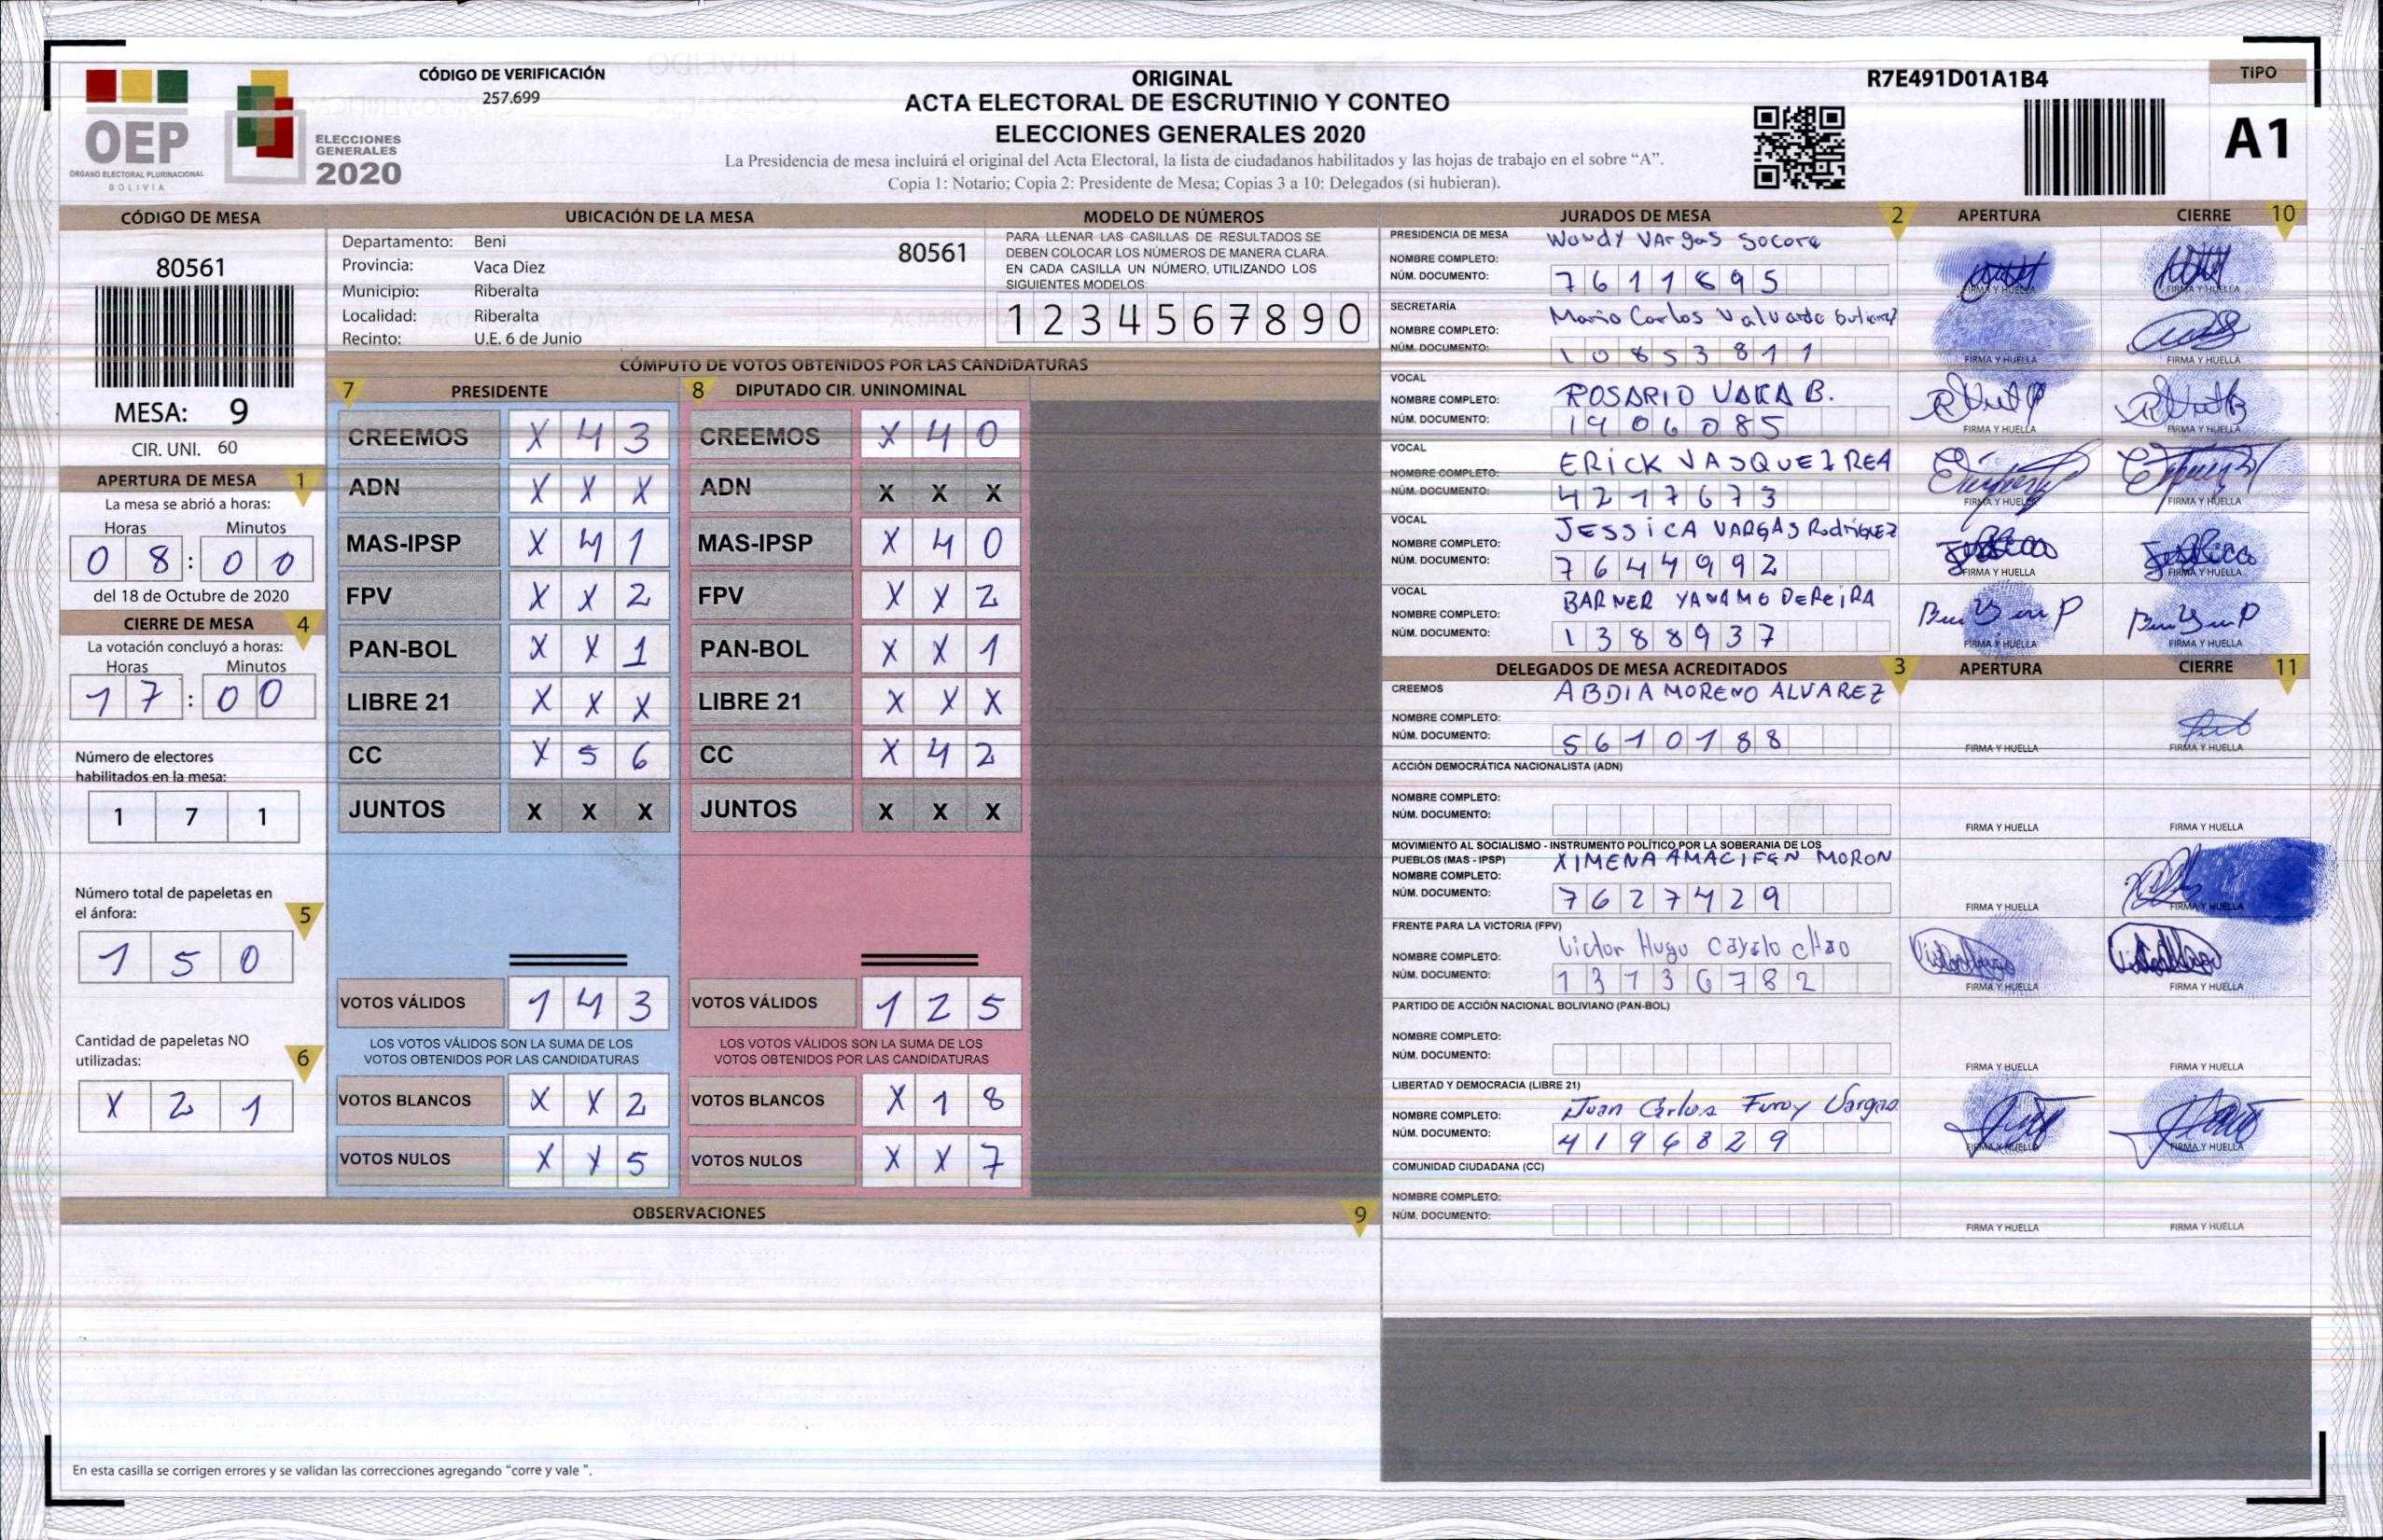 CÓDIGO DE VERIFICACIÓN
257.699
OEP
ÓRGANO ELECTORAL PLURINACIONAL
BOLIVIA
ELECCIONES
GENERALES
2020
ORIGINAL
ACTA ELECTORAL DE ESCRUTINIO Y CONTEO
ELECCIONES GENERALES 2020
La Presidencia de mesa incluirá el original del Acta Electoral, la lista de ciudadanos habilitados y las hojas de trabajo en el sobre “A”.
Copia 1: Notario; Copia 2: Presidente de Mesa; Copias 3 a 10: Delegados (si hubieran).
R7E491D01A1B4
TIPO
A1
CÓDIGO DE MESA
80561
MESA: 9
CIR. UNI. 60
APERTURA DE MESA 1
La mesa se abrió a horas:
Horas Minutos
0 8 : 0 0
del 18 de Octubre de 2020
CIERRE DE MESA 4
La votación concluyó a horas:
Horas Minutos
1 7 : 0 0
Número de electores
habilitados en la mesa:
1 7 1
Número total de papeletas en
el ánfora: 5
1 5 0
Cantidad de papeletas NO
utilizadas: 6
X 2 1
UBICACIÓN DE LA MESA
Departamento: Beni
80561
Provincia: Vaca Diez
Municipio: Riberalta
Localidad: Riberalta
Recinto: U.E. 6 de Junio
MODELO DE NÚMEROS
PARA LLENAR LAS CASILLAS DE RESULTADOS SE
DEBEN COLOCAR LOS NÚMEROS DE MANERA CLARA.
EN CADA CASILLA UN NÚMERO, UTILIZANDO LOS
SIGUIENTES MODELOS:
1 2 3 4 5 6 7 8 9 0
CÓMPUTO DE VOTOS OBTENIDOS POR LAS CANDIDATURAS
7 PRESIDENTE
CREEMOS X 4 3
ADN X X X
MAS-IPSP X 4 1
FPV X X 2
PAN-BOL X X 1
LIBRE 21 X X X
CC X 5 6
JUNTOS X X X
VOTOS VÁLIDOS 1 4 3
LOS VOTOS VÁLIDOS SON LA SUMA DE LOS
VOTOS OBTENIDOS POR LAS CANDIDATURAS
VOTOS BLANCOS X X 2
VOTOS NULOS X X 5
8 DIPUTADO CIR. UNINOMINAL
CREEMOS X 4 0
ADN X X X
MAS-IPSP X 4 0
FPV X X 2
PAN-BOL X X 1
LIBRE 21 X X X
CC X 4 2
JUNTOS X X X
VOTOS VÁLIDOS 1 2 5
LOS VOTOS VÁLIDOS SON LA SUMA DE LOS
VOTOS OBTENIDOS POR LAS CANDIDATURAS
VOTOS BLANCOS X 1 8
VOTOS NULOS X X 7
OBSERVACIONES 9
En esta casilla se corrigen errores y se validan las correcciones agregando “corre y vale ”.
JURADOS DE MESA 2 APERTURA CIERRE 10
PRESIDENCIA DE MESA
NOMBRE COMPLETO: Wendy Vargas
NÚM. DOCUMENTO: 7611895
FIRMA Y HUELLA FIRMA Y HUELLA
SECRETARÍA
NOMBRE COMPLETO: Mario Carlos
NÚM. DOCUMENTO: 10853811
FIRMA Y HUELLA FIRMA Y HUELLA
VOCAL
NOMBRE COMPLETO: ROSARIO VACA B.
NÚM. DOCUMENTO: 1906085
FIRMA Y HUELLA FIRMA Y HUELLA
VOCAL
NOMBRE COMPLETO: ERICK VASQUEZ REA
NÚM. DOCUMENTO: 4217673
FIRMA Y HUELLA FIRMA Y HUELLA
VOCAL
NOMBRE COMPLETO: JESSICA VARGAS RodriGUEZ
NÚM. DOCUMENTO: 7644992
FIRMA Y HUELLA FIRMA Y HUELLA
VOCAL
NOMBRE COMPLETO: BARNER PEREIRA
NÚM. DOCUMENTO: 1388937
FIRMA Y HUELLA FIRMA Y HUELLA
DELEGADOS DE MESA ACREDITADOS 3 APERTURA CIERRE 11
CREEMOS
NOMBRE COMPLETO: ABDIA MORENO ALVAREZ
NÚM. DOCUMENTO: 5610188
FIRMA Y HUELLA FIRMA Y HUELLA
ACCIÓN DEMOCRÁTICA NACIONALISTA (ADN)
NOMBRE COMPLETO:
NÚM. DOCUMENTO:
FIRMA Y HUELLA FIRMA Y HUELLA
MOVIMIENTO AL SOCIALISMO - INSTRUMENTO POLÍTICO POR LA SOBERANIA DE LOS
PUEBLOS (MAS - IPSP)
NOMBRE COMPLETO: XIMENA AMACIFEN MORON
NÚM. DOCUMENTO: 7627429
FIRMA Y HUELLA FIRMA Y HUELLA
FRENTE PARA LA VICTORIA (FPV)
NOMBRE COMPLETO: Victor Hugo Cayalo Chao
NÚM. DOCUMENTO: 13136782
FIRMA Y HUELLA FIRMA Y HUELLA
PARTIDO DE ACCIÓN NACIONAL BOLIVIANO (PAN-BOL)
NOMBRE COMPLETO:
NÚM. DOCUMENTO:
FIRMA Y HUELLA FIRMA Y HUELLA
LIBERTAD Y DEMOCRACIA (LIBRE 21)
NOMBRE COMPLETO: Juan Carlos Vargas
NÚM. DOCUMENTO: 4196829
FIRMA Y HUELLA FIRMA Y HUELLA
COMUNIDAD CIUDADANA (CC)
NOMBRE COMPLETO:
NÚM. DOCUMENTO:
FIRMA Y HUELLA FIRMA Y HUELLA